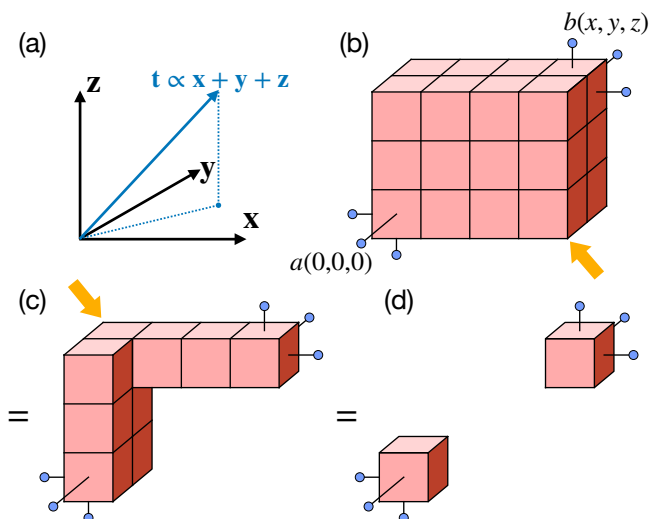 (a)
z
t ∝ x + y + z
y
x
(b)
b(x, y, z)
a(0,0,0)
(c)
=
(d)
=